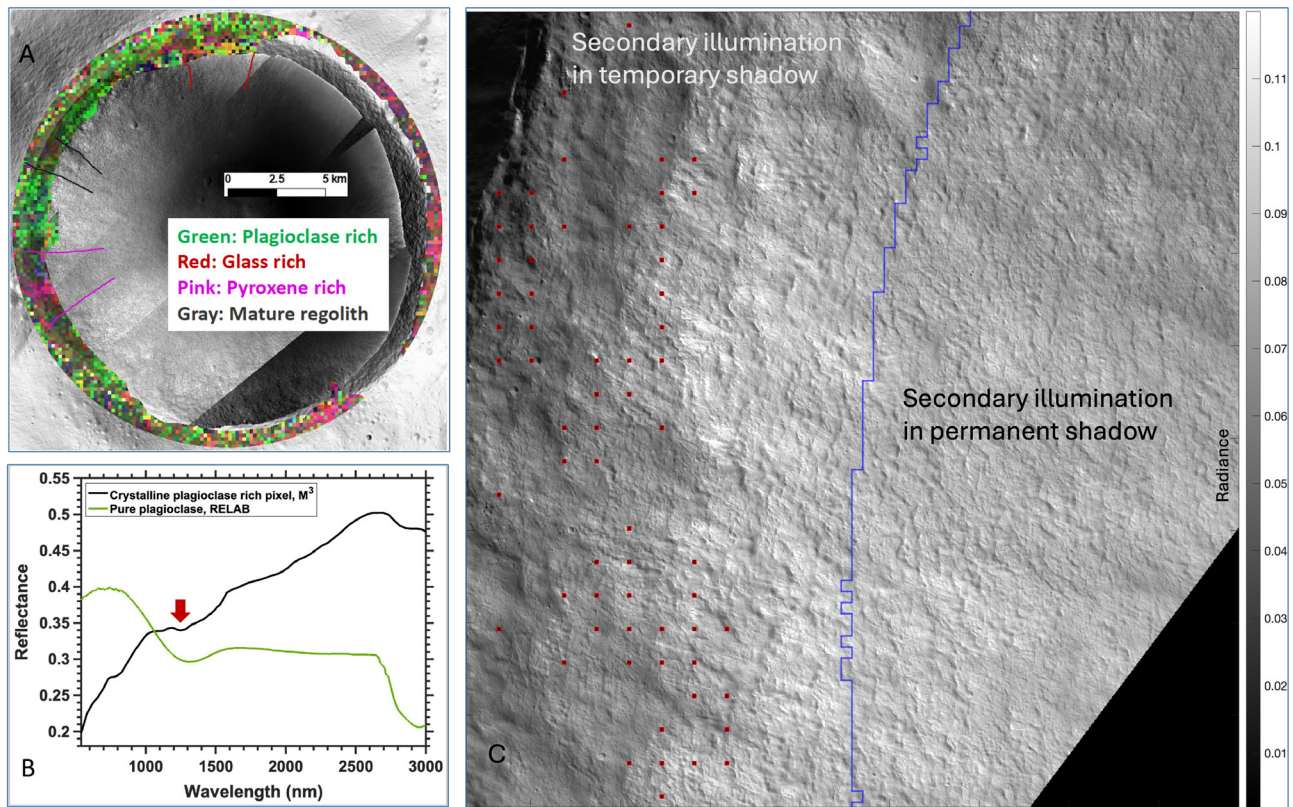 A
0 2.5 5 km
Green: Plagioclase rich
Red: Glass rich
Pink: Pyroxene rich
Gray: Mature regolith
0.55
0.5
0.45
0.4
0.35
0.3
0.25
0.2
Reflectance
Crystalline plagioclase rich pixel, M3
Pure plagioclase, RELAB
1000 1500 2000 2500 3000
Wavelength (nm)
B
Secondary illumination
in temporary shadow
Secondary illumination
in permanent shadow
C
Radiance
0.11
0.1
0.09
0.08
0.07
0.06
0.05
0.04
0.03
0.02
0.01